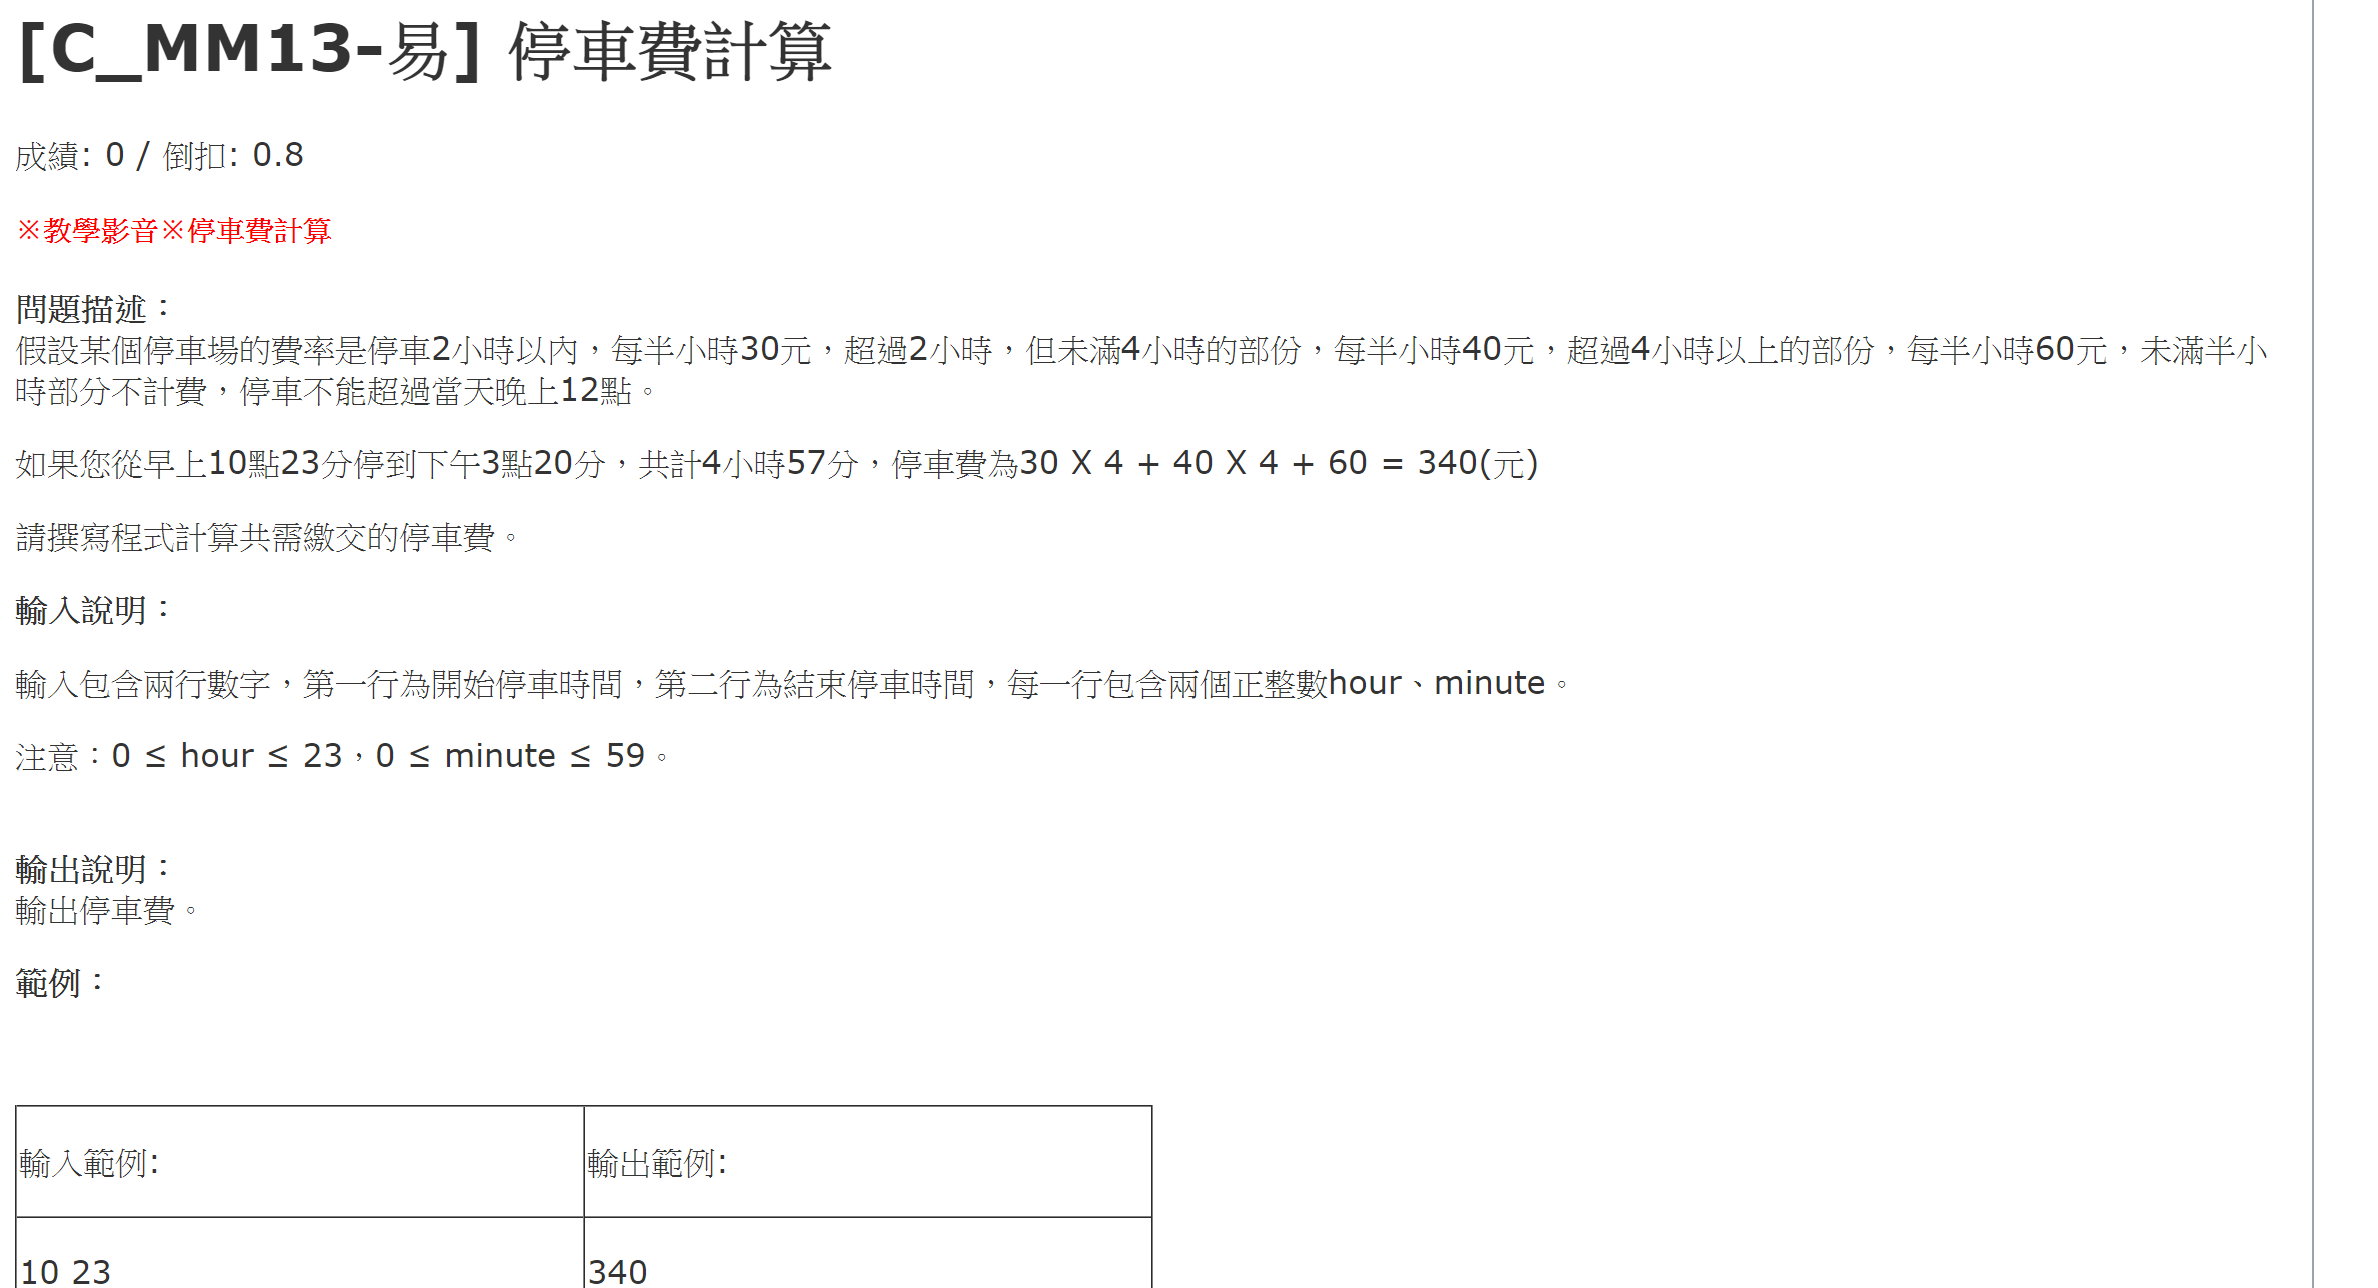 [C_MM13-易] 停車費計算
成績: 0 / 倒扣: 0.8
※教學影音※停車費計算
問題描述：
假設某個停車場的費率是停車2小時以內，每半小時30元，超過2小時，但未滿4小時的部份，每半小時40元，超過4小時以上的部份，每半小時60元，未滿半小
時部分不計費，停車不能超過當天晚上12點。
如果您從早上10點23分停到下午3點20分，共計4小時57分，停車費為30 X 4 + 40 X 4 + 60 = 340(元)
請撰寫程式計算共需繳交的停車費。
輸入說明：
輸入包含兩行數字，第一行為開始停車時間，第二行為結束停車時間，每一行包含兩個正整數hour、minute。
注意：0 ≤ hour ≤ 23，0 ≤ minute ≤ 59。
輸出說明：
輸出停車費。
範例：
輸入範例: 輸出範例:
10 23 340